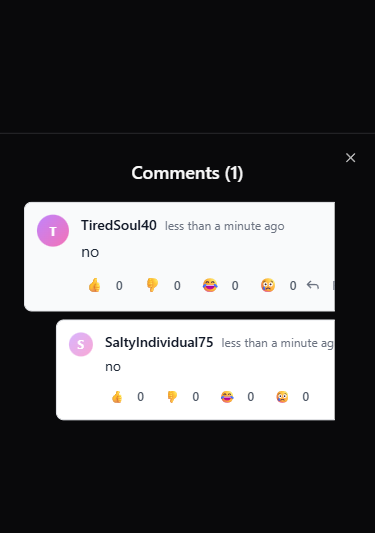 Comments (1)
T
TiredSoul40 less than a minute ago
no
👍 0 👎 0 😂 0 😡 0
S
SaltyIndividual75 less than a minute ag
no
👍 0 👎 0 😂 0 😡 0